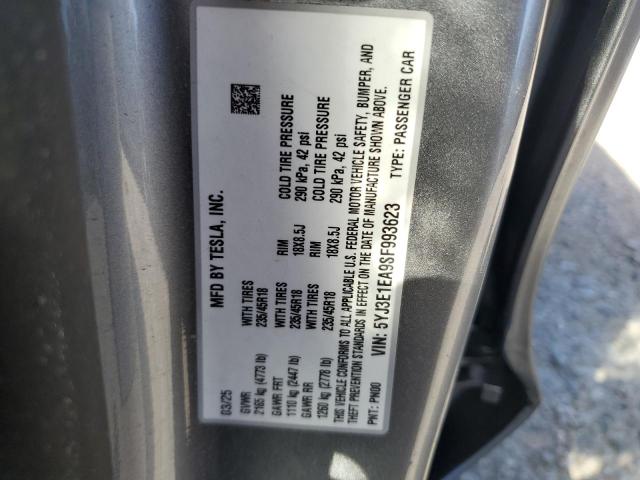 MFD BY TESLA, INC.
03/25
GVWR
2165 kg (4773 lb)
WITH TIRES
235/45R18
RIM
18X8.5J
COLD TIRE PRESSURE
290 kPa, 42 psi
GAWR FRT
1110 kg (2447 lb)
WITH TIRES
235/45R18
RIM
18X8.5J
COLD TIRE PRESSURE
290 kPa, 42 psi
GAWR RR
1260 kg (2778 lb)
THIS VEHICLE CONFORMS TO ALL APPLICABLE U.S. FEDERAL MOTOR VEHICLE SAFETY, BUMPER, AND
THEFT PREVENTION STANDARDS IN EFFECT ON THE DATE OF MANUFACTURE SHOWN ABOVE.
VIN: 5YJ3E1EA9SF993623
PNT: PN00
TYPE: PASSENGER CAR